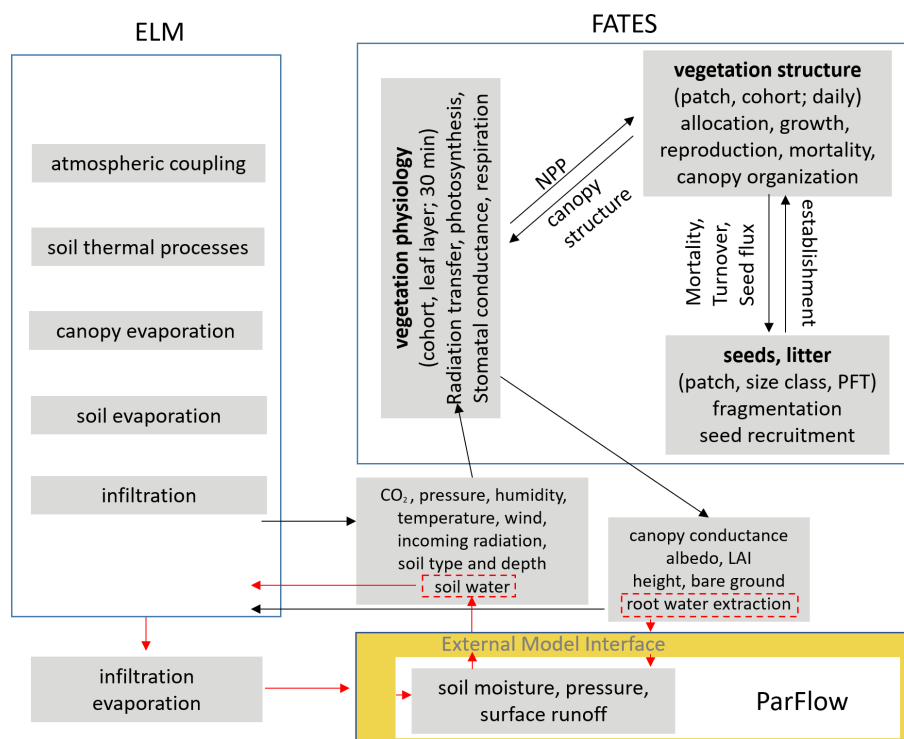 ELM
FATES
atmospheric coupling
soil thermal processes
canopy evaporation
soil evaporation
infiltration
vegetation physiology
(cohort, leaf layer; 30 min)
Radiation transfer, photosynthesis,
Stomatal conductance, respiration
NPP
canopy
structure
vegetation structure
(patch, cohort; daily)
allocation, growth,
reproduction, mortality,
canopy organization
Mortality,
Turnover,
Seed flux
establishment
seeds, litter
(patch, size class, PFT)
fragmentation
seed recruitment
CO₂, pressure, humidity,
temperature, wind,
incoming radiation,
soil type and depth
soil water
canopy conductance
albedo, LAI
height, bare ground
root water extraction
infiltration
evaporation
External Model Interface
soil moisture, pressure,
surface runoff
ParFlow